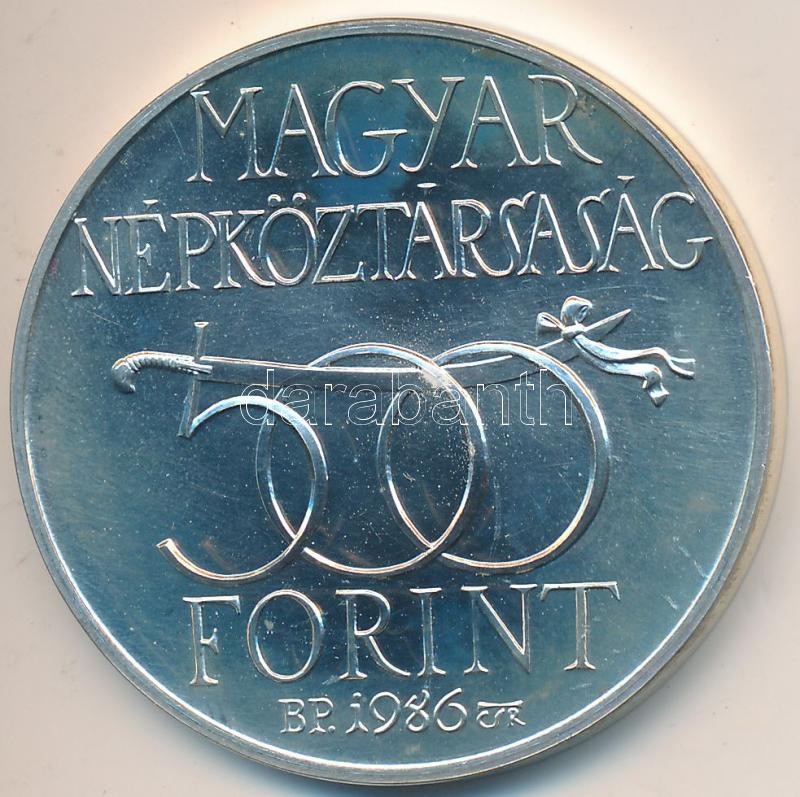 MAGYAR
NÉPKÖZTÁRSASÁG
500
darabanth
FORINT
BP. 1986